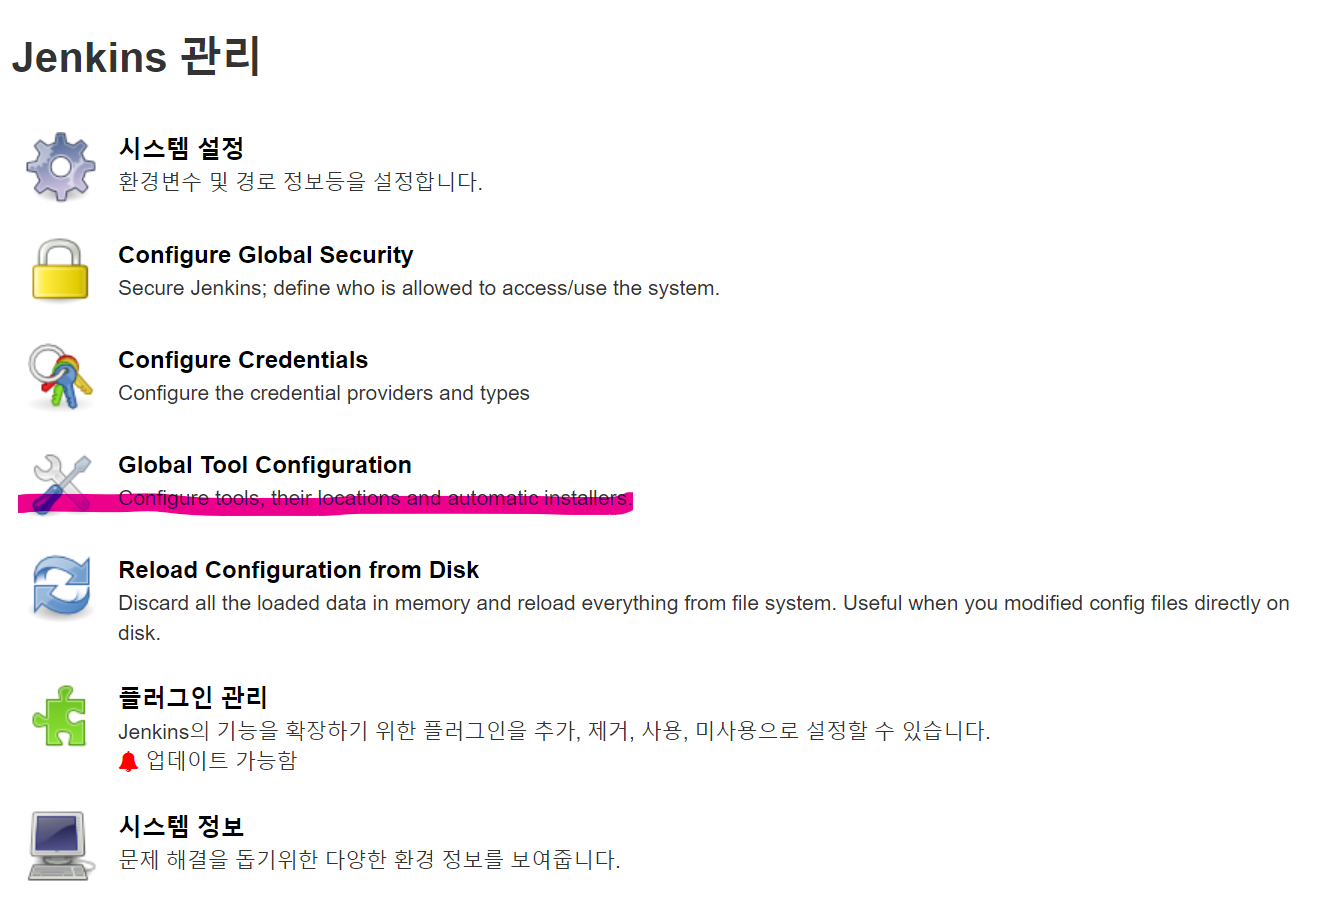 Jenkins 관리
시스템 설정
환경변수 및 경로 정보등을 설정합니다.
Configure Global Security
Secure Jenkins; define who is allowed to access/use the system.
Configure Credentials
Configure the credential providers and types
Global Tool Configuration
Configure tools, their locations and automatic installers.
Reload Configuration from Disk
Discard all the loaded data in memory and reload everything from file system. Useful when you modified config files directly on
disk.
플러그인 관리
Jenkins의 기능을 확장하기 위한 플러그인을 추가, 제거, 사용, 미사용으로 설정할 수 있습니다.
업데이트 가능함
시스템 정보
문제 해결을 돕기위한 다양한 환경 정보를 보여줍니다.